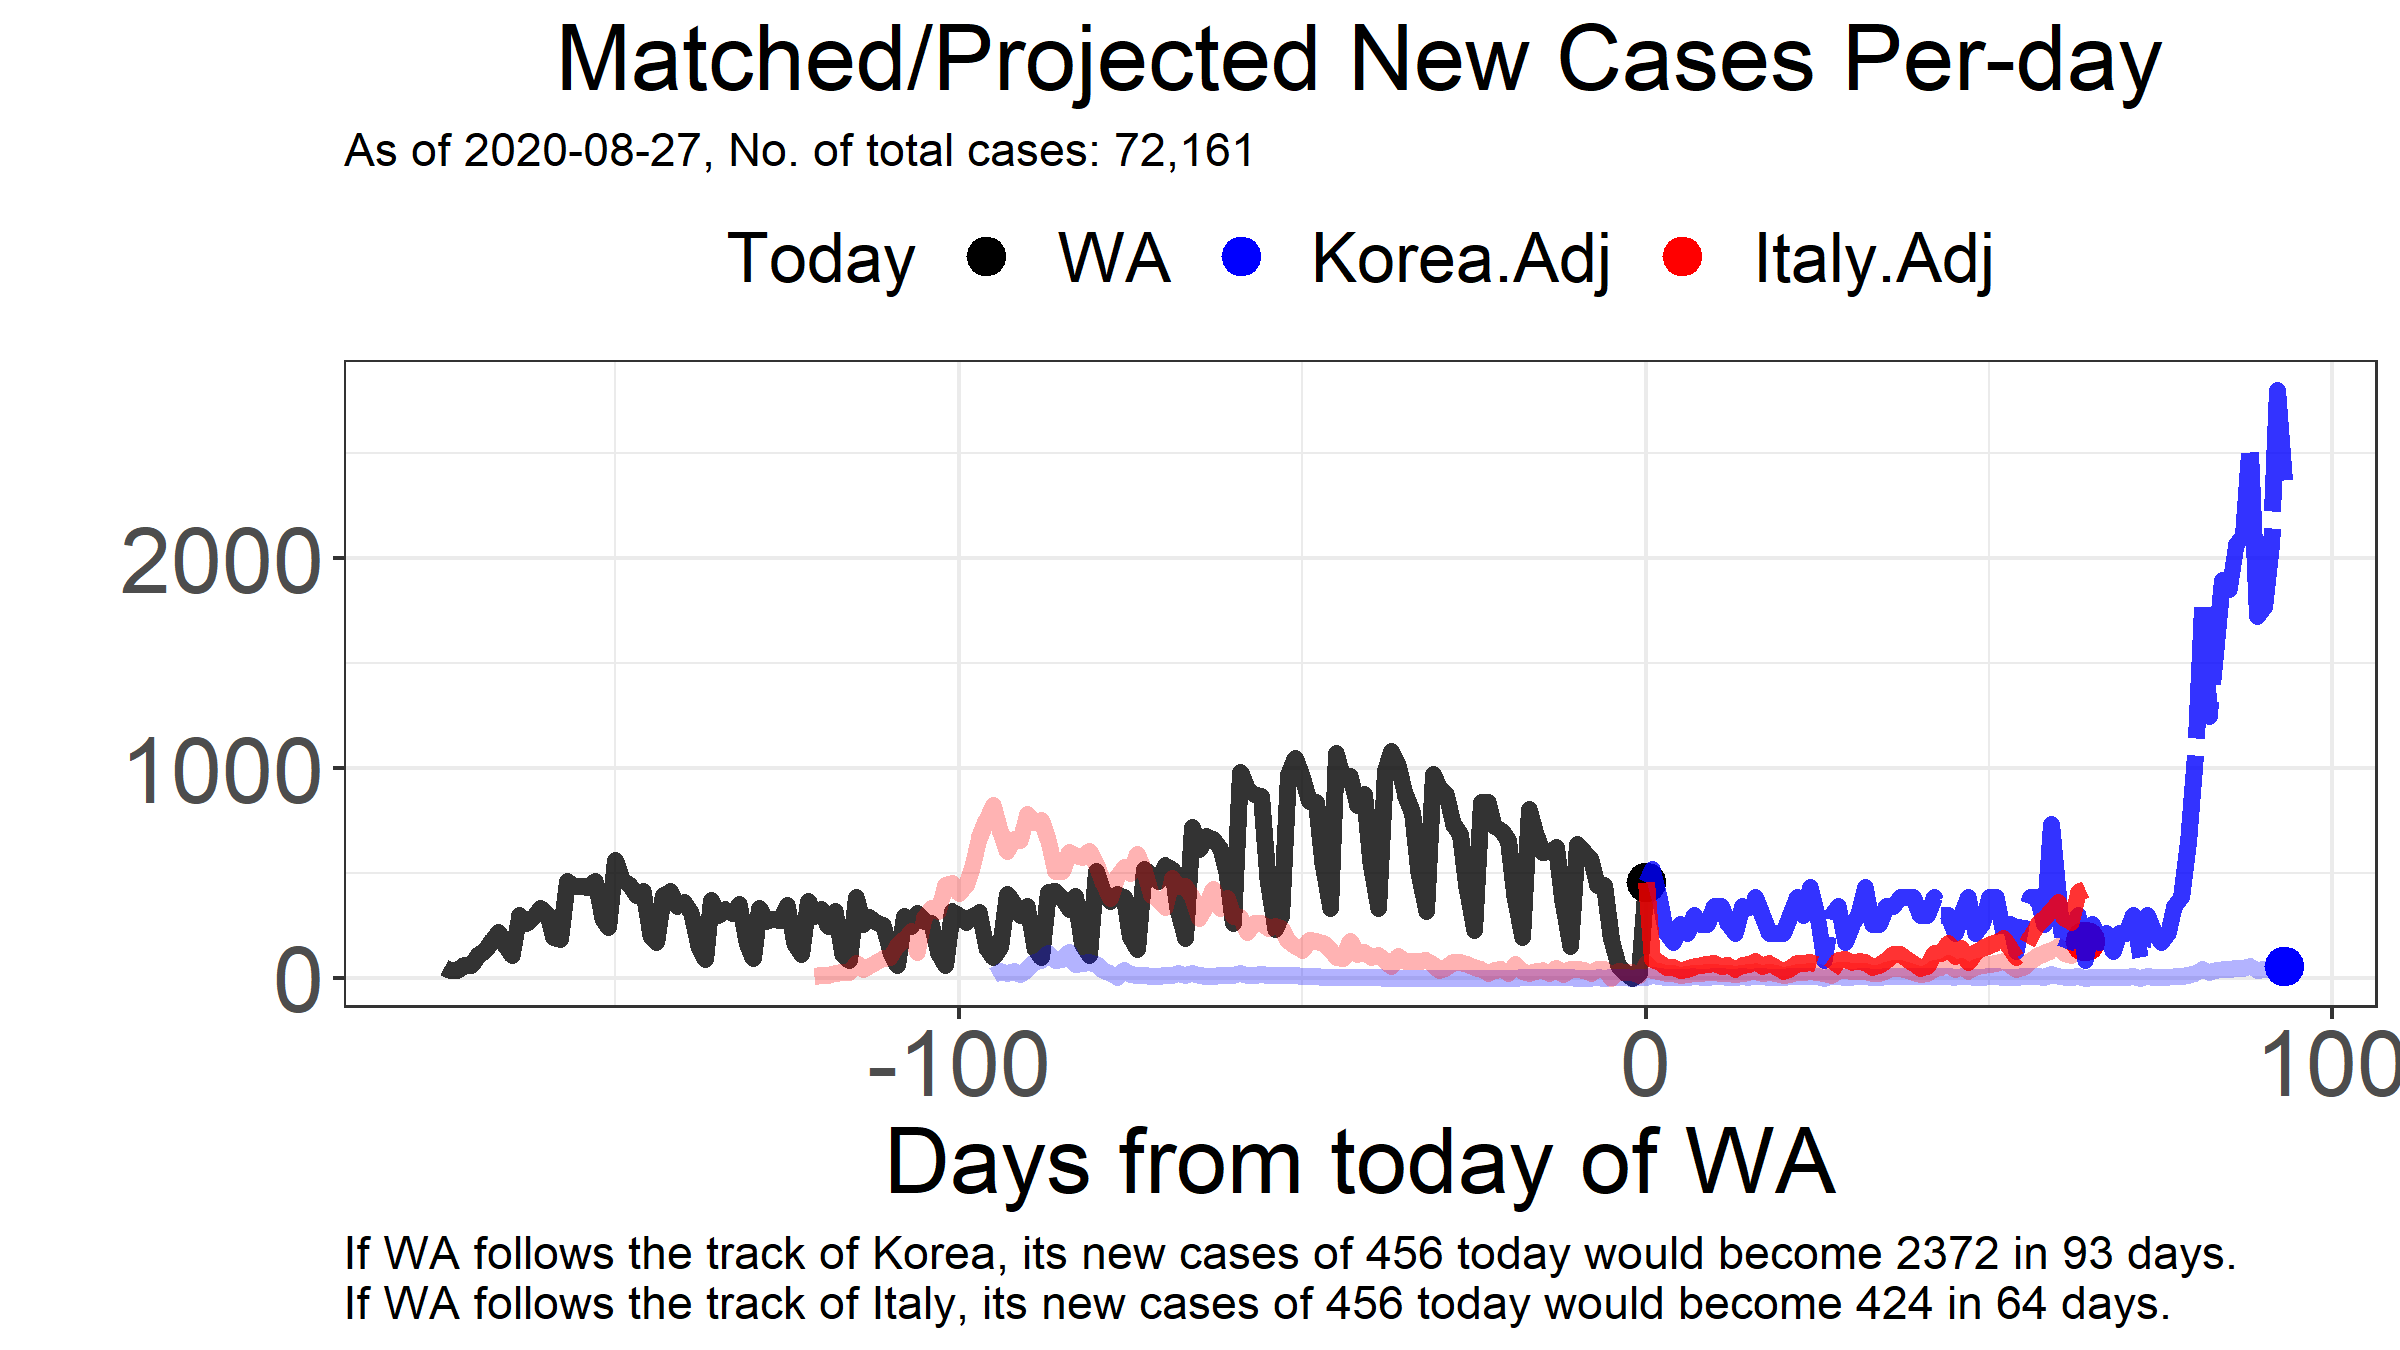 Matched/Projected New Cases Per-day
As of 2020-08-27, No. of total cases: 72,161
Today WA Korea.Adj Italy.Adj
2000
1000
0
-100 0 100
Days from today of WA
If WA follows the track of Korea, its new cases of 456 today would become 2372 in 93 days.
If WA follows the track of Italy, its new cases of 456 today would become 424 in 64 days.